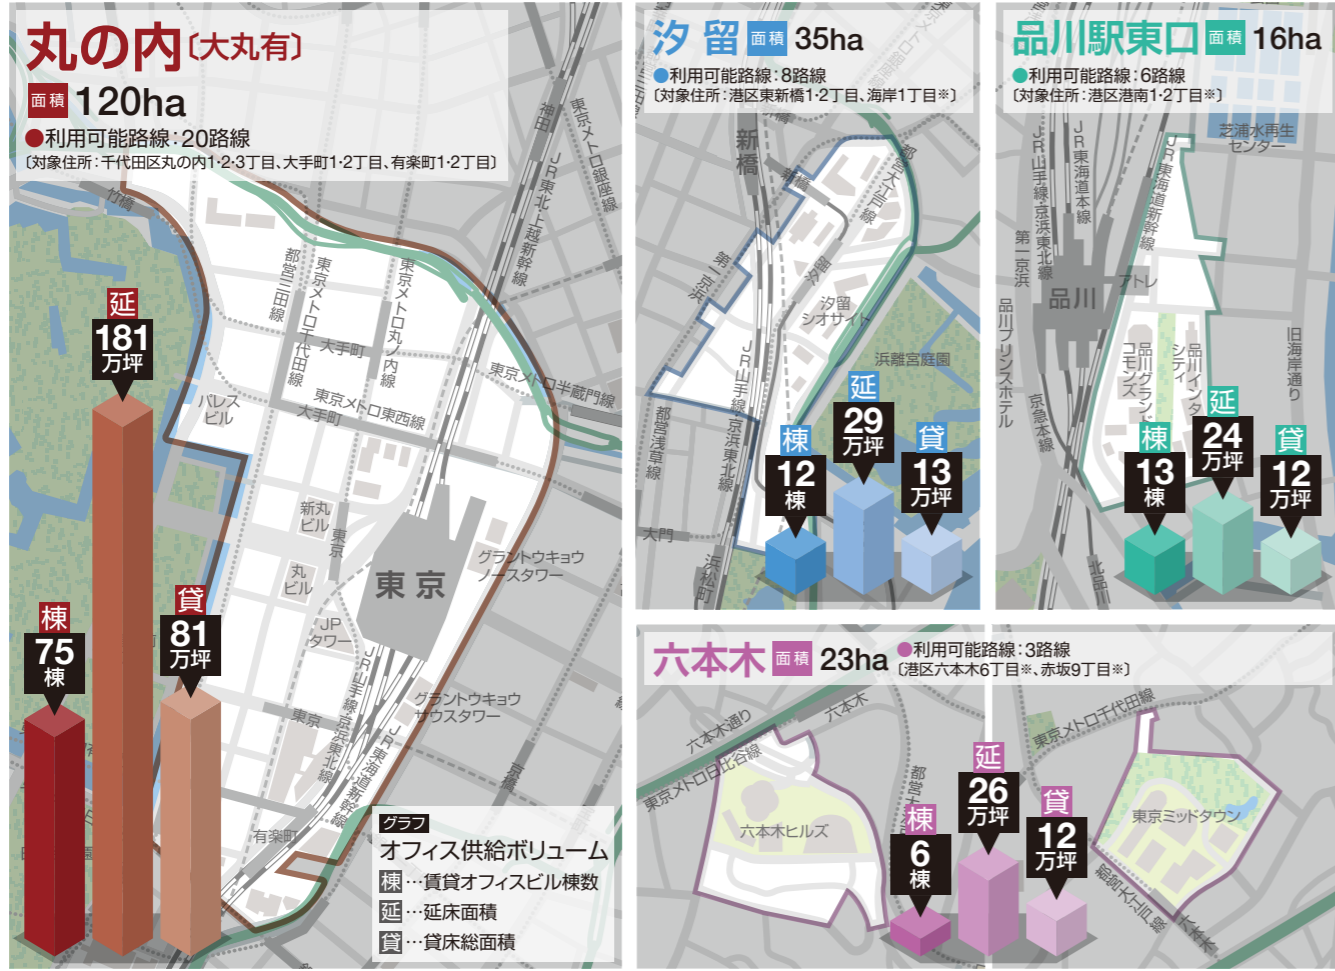 丸の内〔大丸有〕
面積 120ha
●利用可能路線:20路線
〔対象住所:千代田区丸の内1・2・3丁目、大手町1・2丁目、有楽町1・2丁目〕
竹橋
神田
東京メトロ銀座線
JR東北・上越新幹線
都営三田線
東京メトロ千代田線
東京メトロ丸ノ内線
大手町
東京メトロ半蔵門線
東京メトロ東西線
大手町
パレス
ビル
延
181
万坪
新丸
ビル
東京
丸
ビル
東京
グラントウキョウ
ノースタワー
JP
タワー
棟
75
棟
貸
81
万坪
グラントウキョウ
サウスタワー
東京
JR山手線・京浜東北線
JR東海道新幹線
京橋
有楽町
グラフ
オフィス供給ボリューム
棟…賃貸オフィスビル棟数
延…延床面積
貸…貸床総面積
汐留 面積 35ha
●利用可能路線:8路線
〔対象住所:港区東新橋1・2丁目、海岸1丁目※〕
新橋
新橋
都営大江戸線
第一京浜
汐留
汐留
シオサイト
浜離宮庭園
JR山手線・京浜東北線
都営浅草線
大門
浜松町
棟
12
棟
延
29
万坪
貸
13
万坪
品川駅東口 面積 16ha
●利用可能路線:6路線
〔対象住所:港区港南1・2丁目※〕
芝浦水再生
センター
JR山手線・京浜東北線
JR東海道本線
JR東海道新幹線
第一京浜
アトレ
品川
品川プリンスホテル
品川グラン
コモンズ
品川インタ
シティ
旧海岸通り
京急本線
北品川
棟
13
棟
延
24
万坪
貸
12
万坪
六本木 面積 23ha ●利用可能路線:3路線
〔港区六本木6丁目※、赤坂9丁目※〕
六本木通り
六本木
東京メトロ日比谷線
六本木ヒルズ
東京メトロ千代田線
東京ミッドタウン
都営大江戸線
六本木
棟
6
棟
延
26
万坪
貸
12
万坪